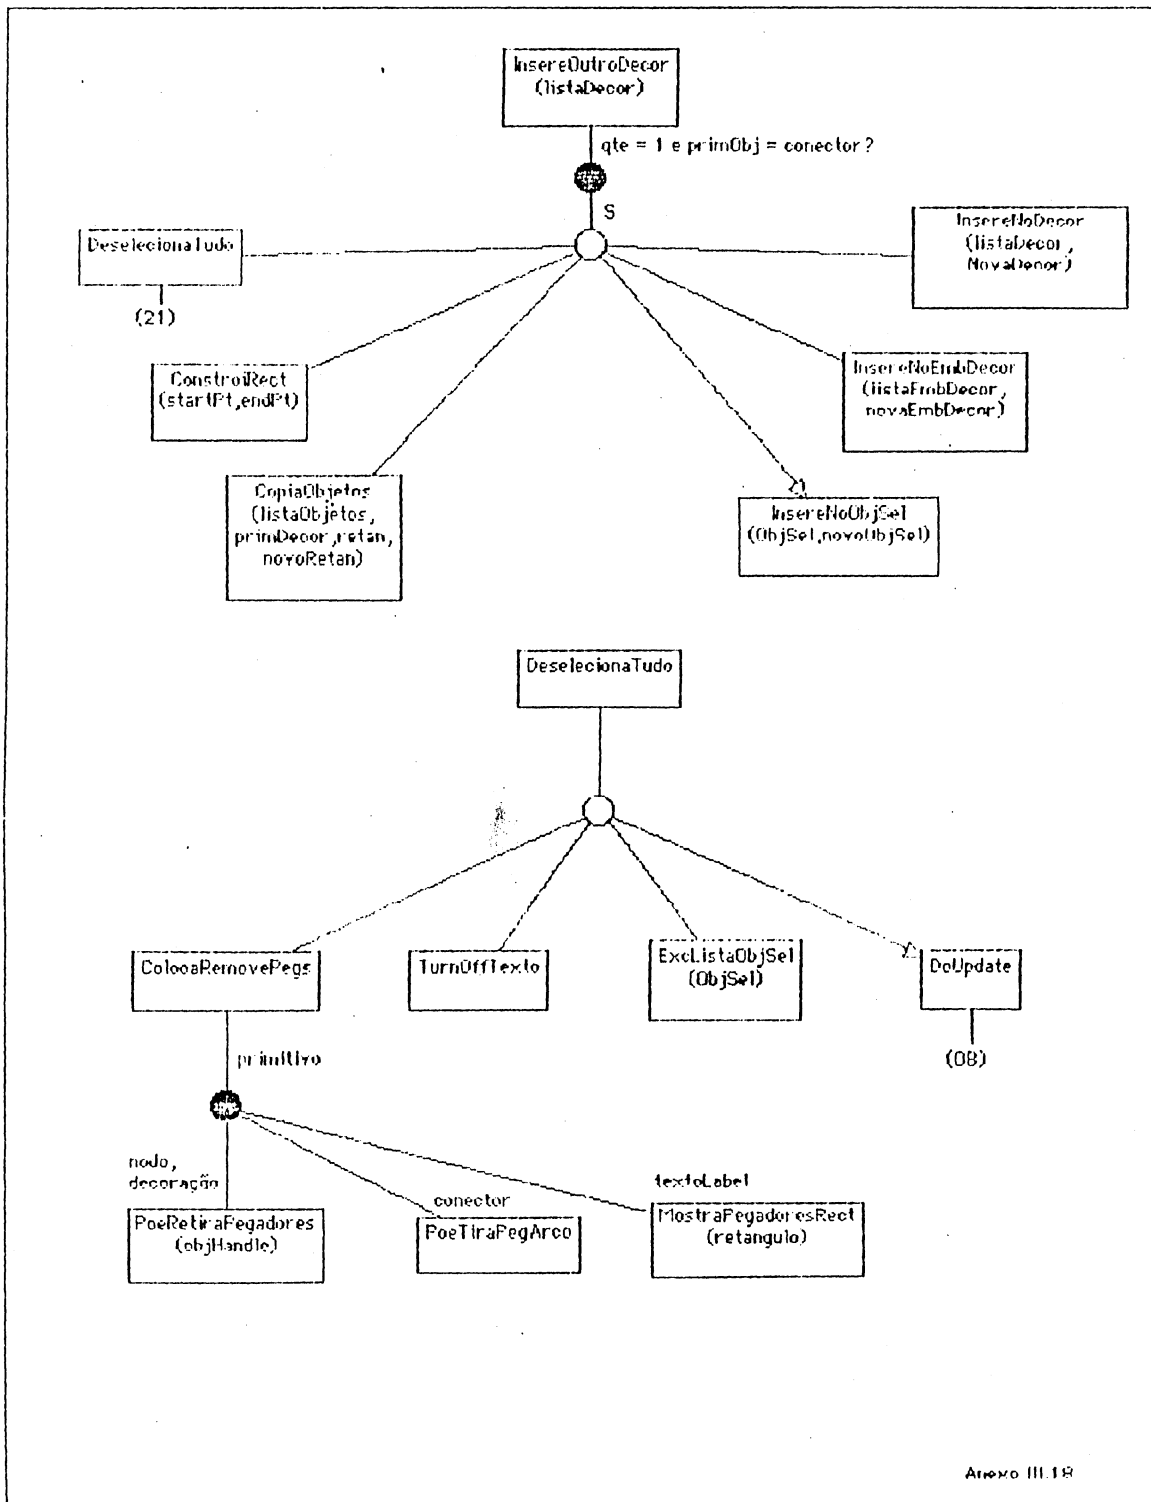 InsereOutroDecor
(listaDecor)
qte = 1 e primObj = conector?
S
DeselecionaTudo
(21)
InsereNoDecor
(listaDecor,
NovaDecor)
ConstroiRect
(startPt,endPt)
InsereNoEmbDecor
(listaEmbDecor,
novaEmbDecor)
CopiaObjetos
(listaObjetos,
primDecor,retan,
novoRetan)
InsereNoObjSel
(ObjSel,novoObjSel)
DeselecionaTudo
ColocaRemovePegs
TurnOffTexto
ExcListaObjSel
(ObjSel)
DoUpdate
primitivo
(08)
nodo,
decoração
conector
textoLabel
PoeRetiraPegadores
(objHandle)
PoeTiraPegArco
MostraPegadoresRect
(retangulo)
Anexo III.18